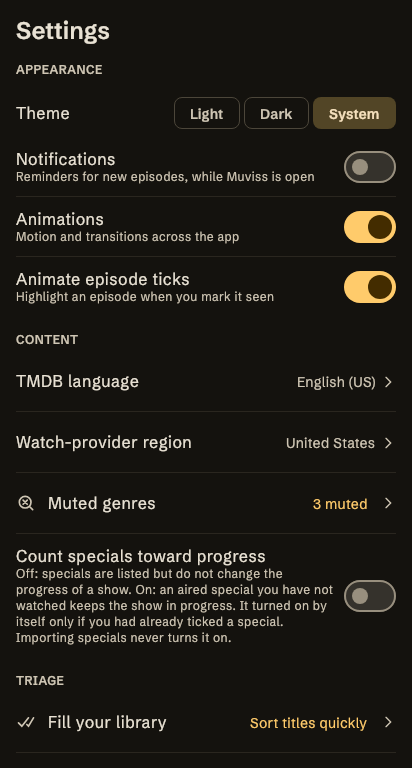 Settings
APPEARANCE
Theme
Light
Dark
System
Notifications
Reminders for new episodes, while Muviss is open
Animations
Motion and transitions across the app
Animate episode ticks
Highlight an episode when you mark it seen
CONTENT
TMDB language
English (US)
Watch-provider region
United States
Muted genres
3 muted
Count specials toward progress
Off: specials are listed but do not change the
progress of a show. On: an aired special you have not
watched keeps the show in progress. It turned on by
itself only if you had already ticked a special.
Importing specials never turns it on.
TRIAGE
Fill your library
Sort titles quickly